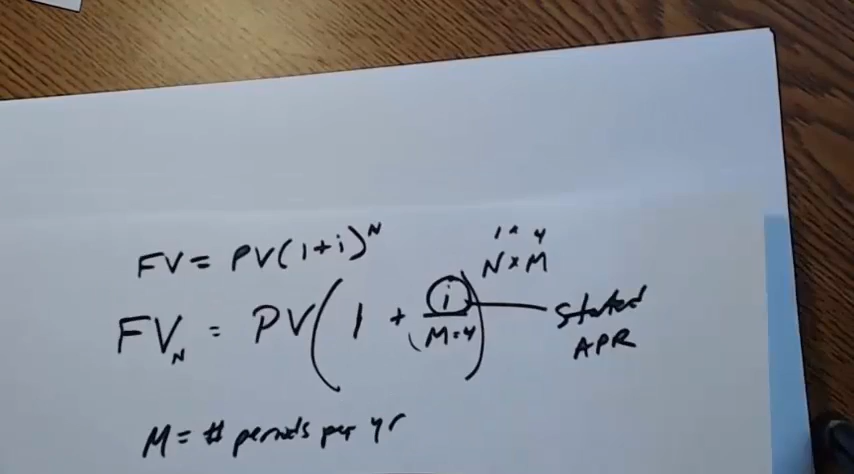 FV = PV(1+i)^N
1 * 4
N × M
FV_N = PV(1 + i/(M=4)) stated
APR
M = # periods per yr